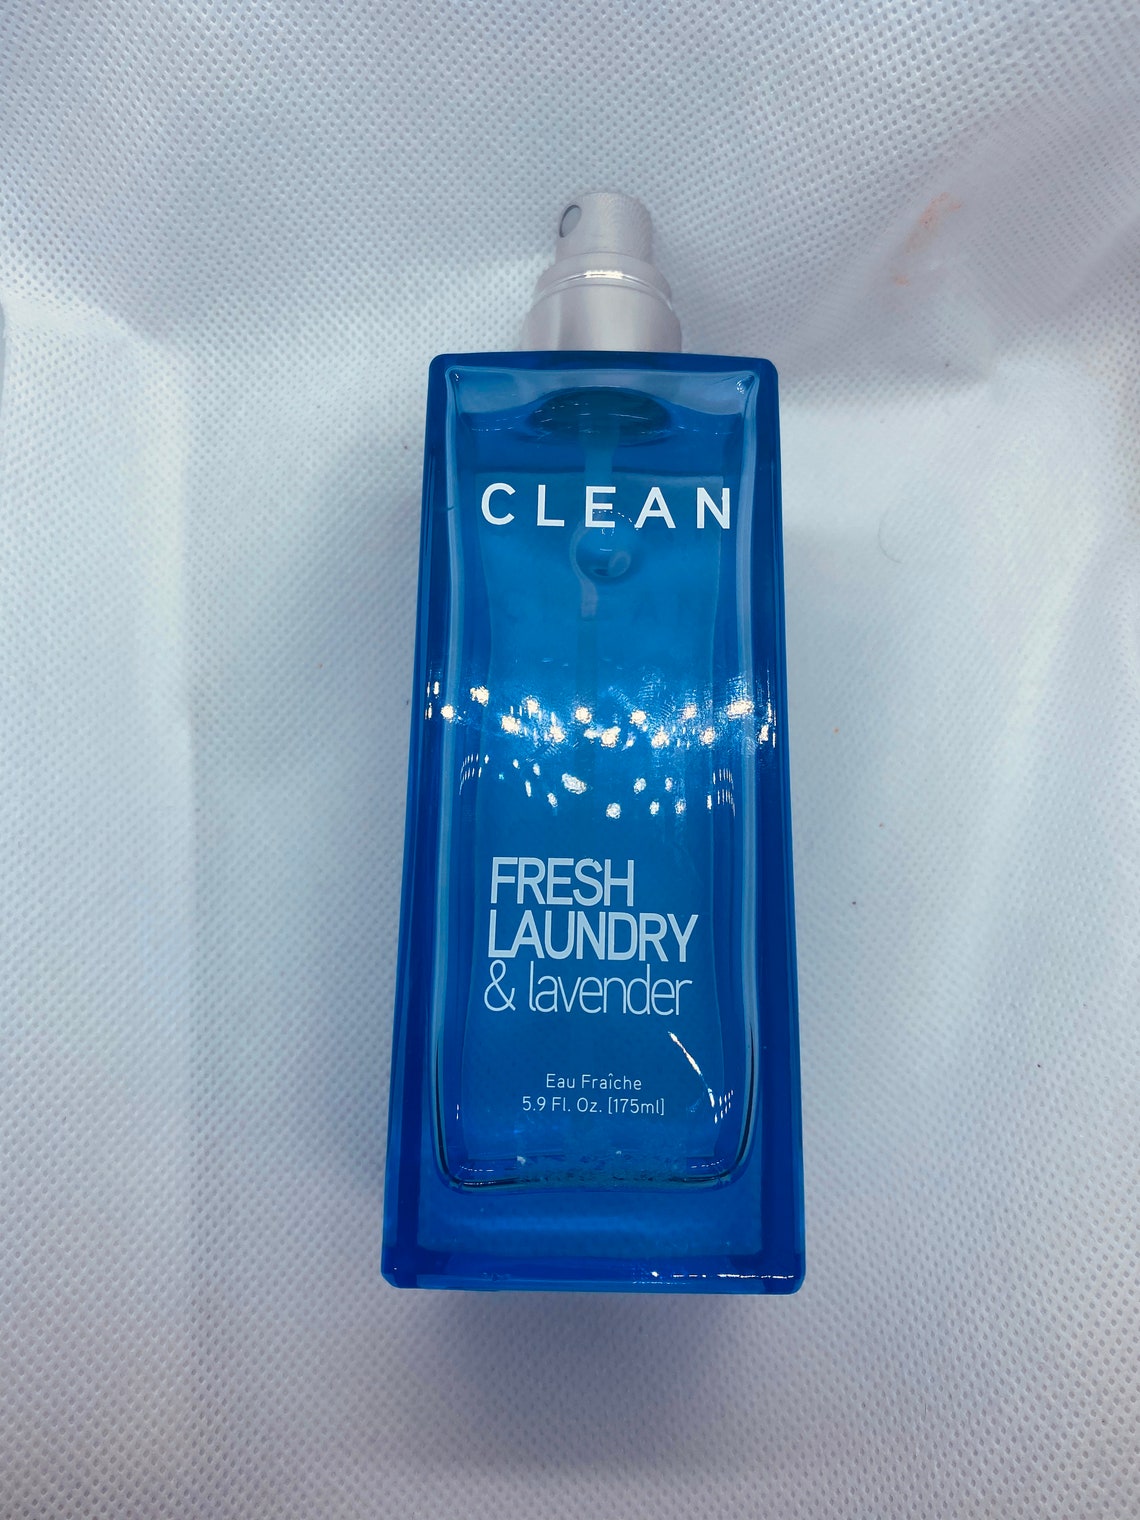 CLEAN
FRESH
LAUNDRY
& lavender
Eau Fraîche
5.9 Fl. Oz. [175ml]